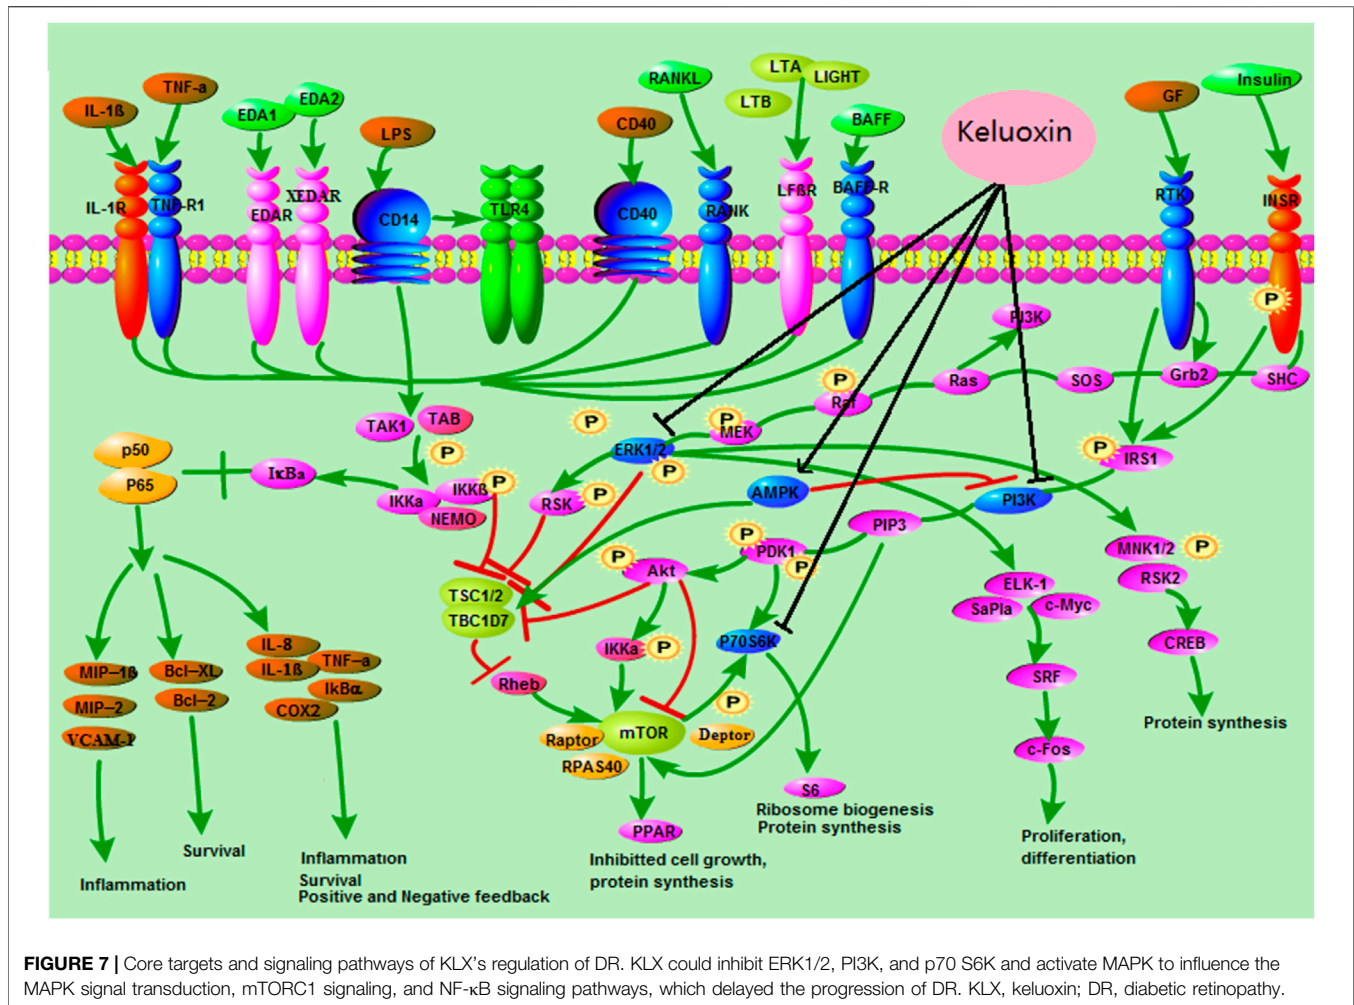 TNF-a
IL-1ß
EDA1
EDA2
LPS
CD40
RANKL
LTA
LIGHT
LTB
BAFF
Keluoxin
GF
Insulin
IL-1R
TNF-R1
EDAR
XEDAR
CD14
TLR4
CD40
RANK
LFßR
BAFF-R
RTK
INSR
P
PI3K
P
Raf
Ras
SOS
Grb2
SHC
TAK1
TAB
P
P
MEK
P
ERK1/2
P
P
IRS1
p50
P65
IκBa
IKKa
IKKß
P
NEMO
RSK
P
AMPK
PI3K
PIP3
P
PDK1
P
MNK1/2
P
RSK2
P
Akt
TSC1/2
TBC1D7
ELK-1
SaPla
c-Myc
IKKa
P
P70S6K
CREB
IL-8
IL-1ß
TNF-a
IkBα
COX2
MIP-1ß
MIP-2
VCAM-1
Bcl-XL
Bcl-2
Rheb
SRF
P
Raptor
mTOR
Deptor
RPAS40
c-Fos
Protein synthesis
S6
Ribosome biogenesis
Protein synthesis
PPAR
Inhibitted cell growth,
protein synthesis
Proliferation,
differentiation
Survival
Inflammation
Inflammation
Survival
Positive and Negative feedback
FIGURE 7 | Core targets and signaling pathways of KLX's regulation of DR. KLX could inhibit ERK1/2, PI3K, and p70 S6K and activate MAPK to influence the
MAPK signal transduction, mTORC1 signaling, and NF-κB signaling pathways, which delayed the progression of DR. KLX, keluoxin; DR, diabetic retinopathy.